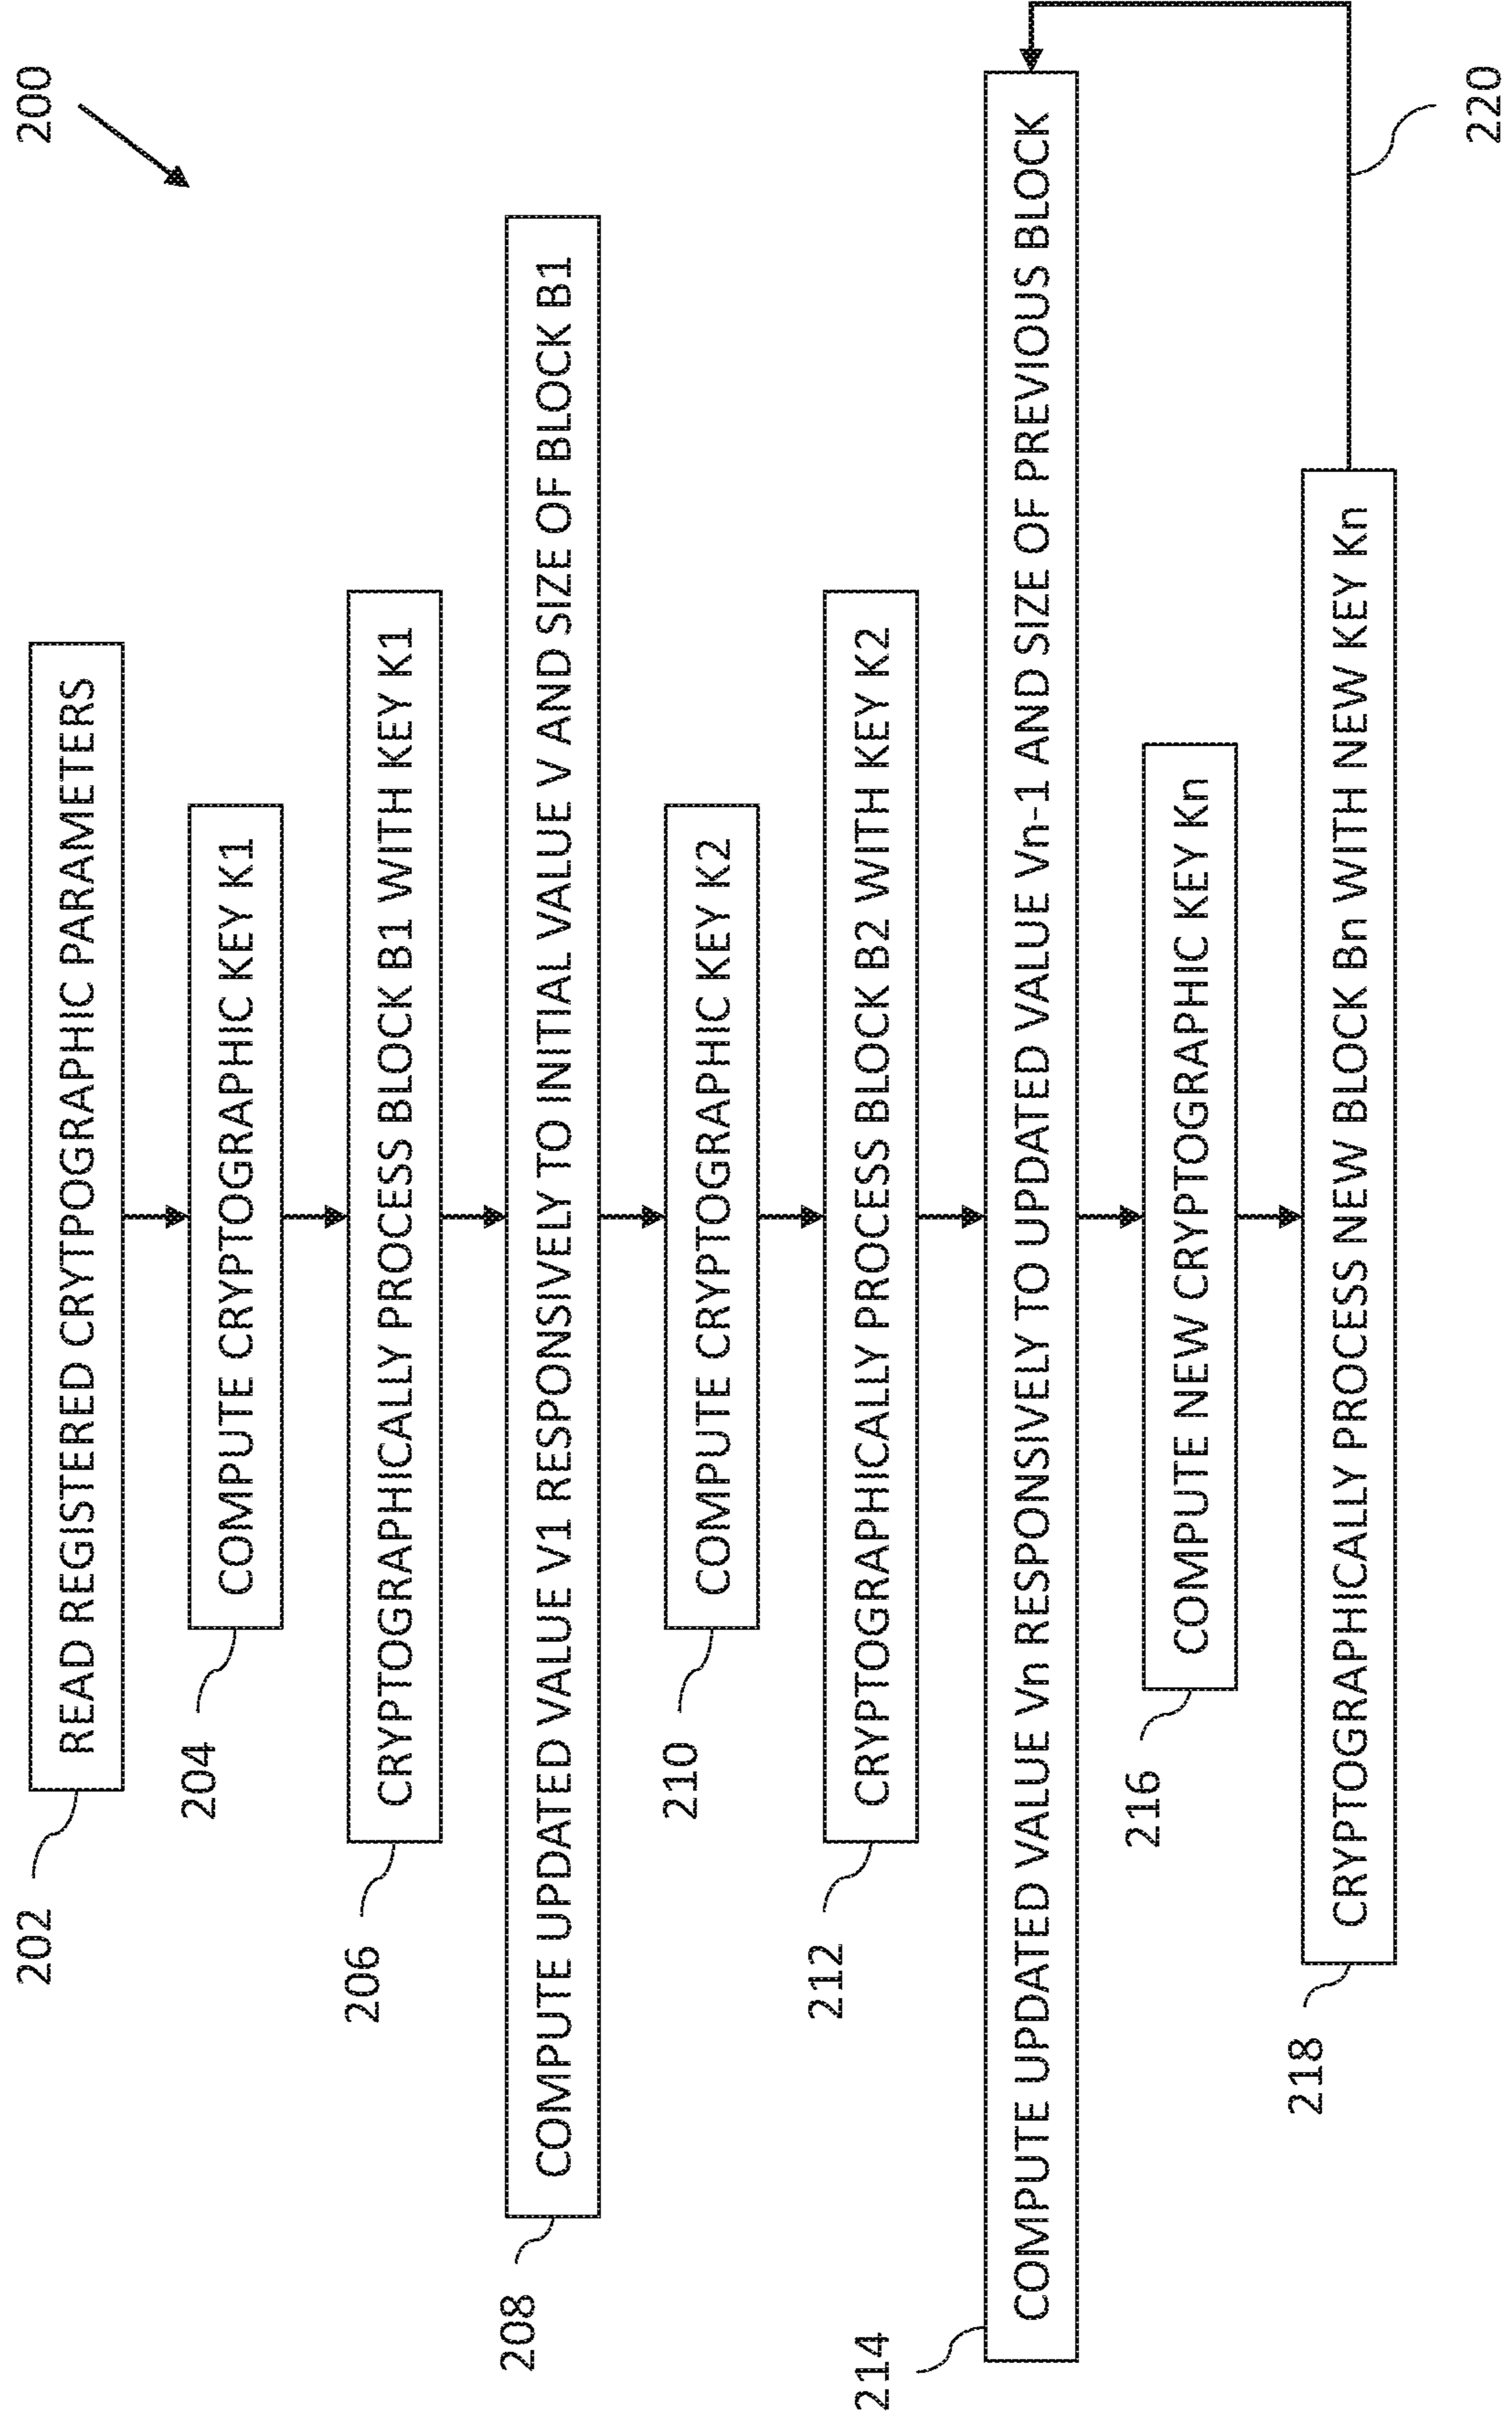 200
202
READ REGISTERED CRYTPOGRAPHIC PARAMETERS
204
COMPUTE CRYPTOGRAPHIC KEY K1
206
CRYPTOGRAPHICALLY PROCESS BLOCK B1 WITH KEY K1
208
COMPUTE UPDATED VALUE V1 RESPONSIVELY TO INITIAL VALUE V AND SIZE OF BLOCK B1
210
COMPUTE CRYPTOGRAPHIC KEY K2
212
CRYPTOGRAPHICALLY PROCESS BLOCK B2 WITH KEY K2
214
COMPUTE UPDATED VALUE Vn RESPONSIVELY TO UPDATED VALUE Vn-1 AND SIZE OF PREVIOUS BLOCK
216
COMPUTE NEW CRYPTOGRAPHIC KEY Kn
218
CRYPTOGRAPHICALLY PROCESS NEW BLOCK Bn WITH NEW KEY Kn
220